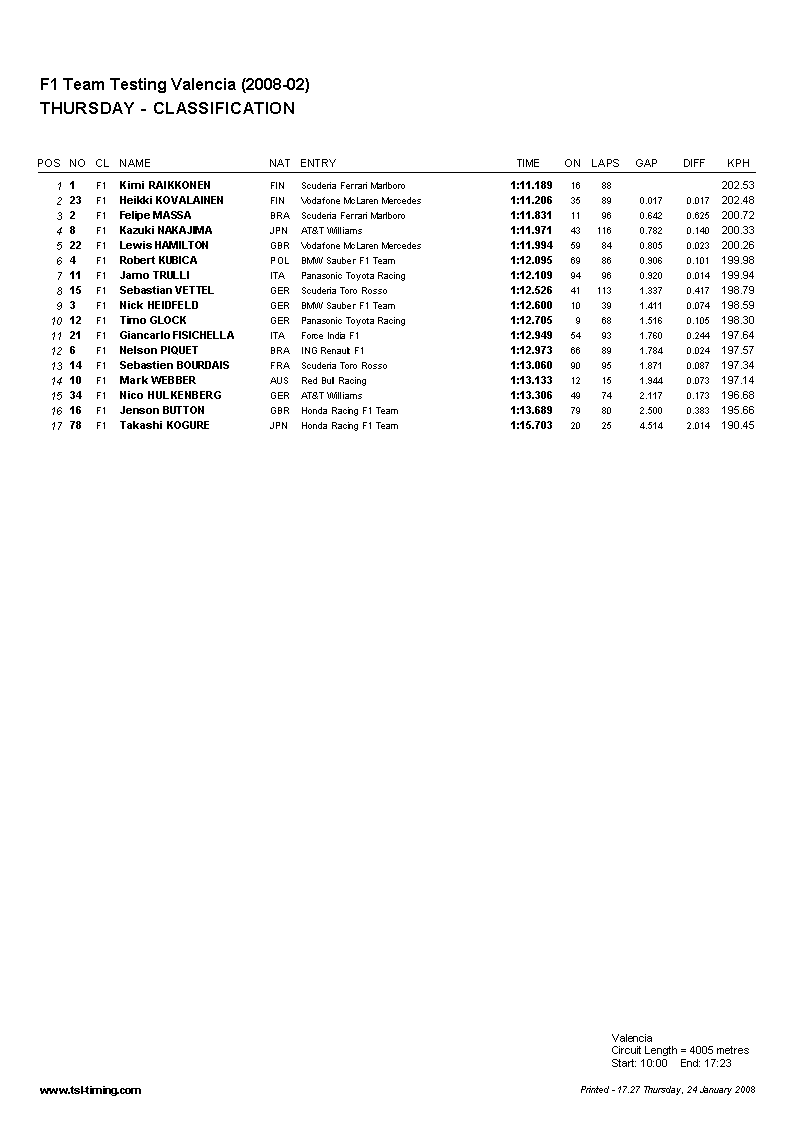 F1 Team Testing Valencia (2008-02)
THURSDAY - CLASSIFICATION
POS NO CL NAME NAT ENTRY TIME ON LAPS GAP DIFF KPH
1 1 F1 Kimi RAIKKONEN FIN Scuderia Ferrari Marlboro 1:11.189 16 88 202.53
2 23 F1 Heikki KOVALAINEN FIN Vodafone McLaren Mercedes 1:11.206 35 89 0.017 0.017 202.48
3 2 F1 Felipe MASSA BRA Scuderia Ferrari Marlboro 1:11.831 11 96 0.642 0.625 200.72
4 8 F1 Kazuki NAKAJIMA JPN AT&T Williams 1:11.971 43 116 0.782 0.140 200.33
5 22 F1 Lewis HAMILTON GBR Vodafone McLaren Mercedes 1:11.994 59 84 0.805 0.023 200.26
6 4 F1 Robert KUBICA POL BMW Sauber F1 Team 1:12.095 69 86 0.906 0.101 199.98
7 11 F1 Jarno TRULLI ITA Panasonic Toyota Racing 1:12.109 94 96 0.920 0.014 199.94
8 15 F1 Sebastian VETTEL GER Scuderia Toro Rosso 1:12.526 41 113 1.337 0.417 198.79
9 3 F1 Nick HEIDFELD GER BMW Sauber F1 Team 1:12.600 10 39 1.411 0.074 198.59
10 12 F1 Timo GLOCK GER Panasonic Toyota Racing 1:12.705 9 68 1.516 0.105 198.30
11 21 F1 Giancarlo FISICHELLA ITA Force India F1 1:12.949 54 93 1.760 0.244 197.64
12 6 F1 Nelson PIQUET BRA ING Renault F1 1:12.973 66 89 1.784 0.024 197.57
13 14 F1 Sebastien BOURDAIS FRA Scuderia Toro Rosso 1:13.060 90 95 1.871 0.087 197.34
14 10 F1 Mark WEBBER AUS Red Bull Racing 1:13.133 12 15 1.944 0.073 197.14
15 34 F1 Nico HULKENBERG GER AT&T Williams 1:13.306 49 74 2.117 0.173 196.68
16 16 F1 Jenson BUTTON GBR Honda Racing F1 Team 1:13.689 79 80 2.500 0.383 195.66
17 78 F1 Takashi KOGURE JPN Honda Racing F1 Team 1:15.703 20 25 4.514 2.014 190.45
Valencia
Circuit Length = 4005 metres
Start: 10:00 End: 17:23
www.tsl-timing.com Printed - 17.27 Thursday, 24 January 2008